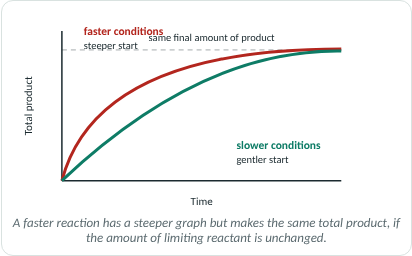 faster conditions
same final amount of product
steeper start
Total product
slower conditions
gentler start
Time
A faster reaction has a steeper graph but makes the same total product, if
the amount of limiting reactant is unchanged.